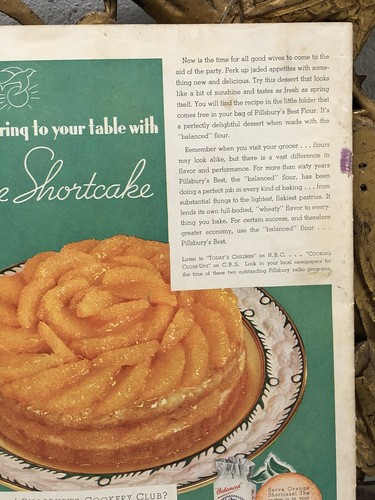 ring to your table with
e Shortcake
Now is the time for all good wives to come to the
aid of the party. Perk up jaded appetites with some-
thing new. Try this dessert that looks
like a bit of sunshine and tastes as fresh as spring
itself. You will find the recipe in the little folder that
comes free in your bag of Pillsbury's Best Flour. It's
a perfectly delightful dessert when made with the
"balanced" flour.
Remember when you visit your grocer . . . flours
may look alike, but there is a vast difference in
flavor and performance. For more than sixty years
Pillsbury's Best, the "balanced" flour, has been
doing a perfect job in every kind of baking . . . from
substantial things to the lightest, flakiest pastries. It
lends its own full-bodied, "wheaty" flavor to every-
thing you bake. For certain success, and therefore
greater economy, use the "balanced" flour . . .
Pillsbury's Best.
Listen to "Today's Children" on N.B.C. . . . "Cooking
Close-Ups" on C.B.S. Look in your local newspapers for
the time of these two outstanding Pillsbury radio programs.
Cookery Club?
Balanced
Serve Orange
Shortcake! The